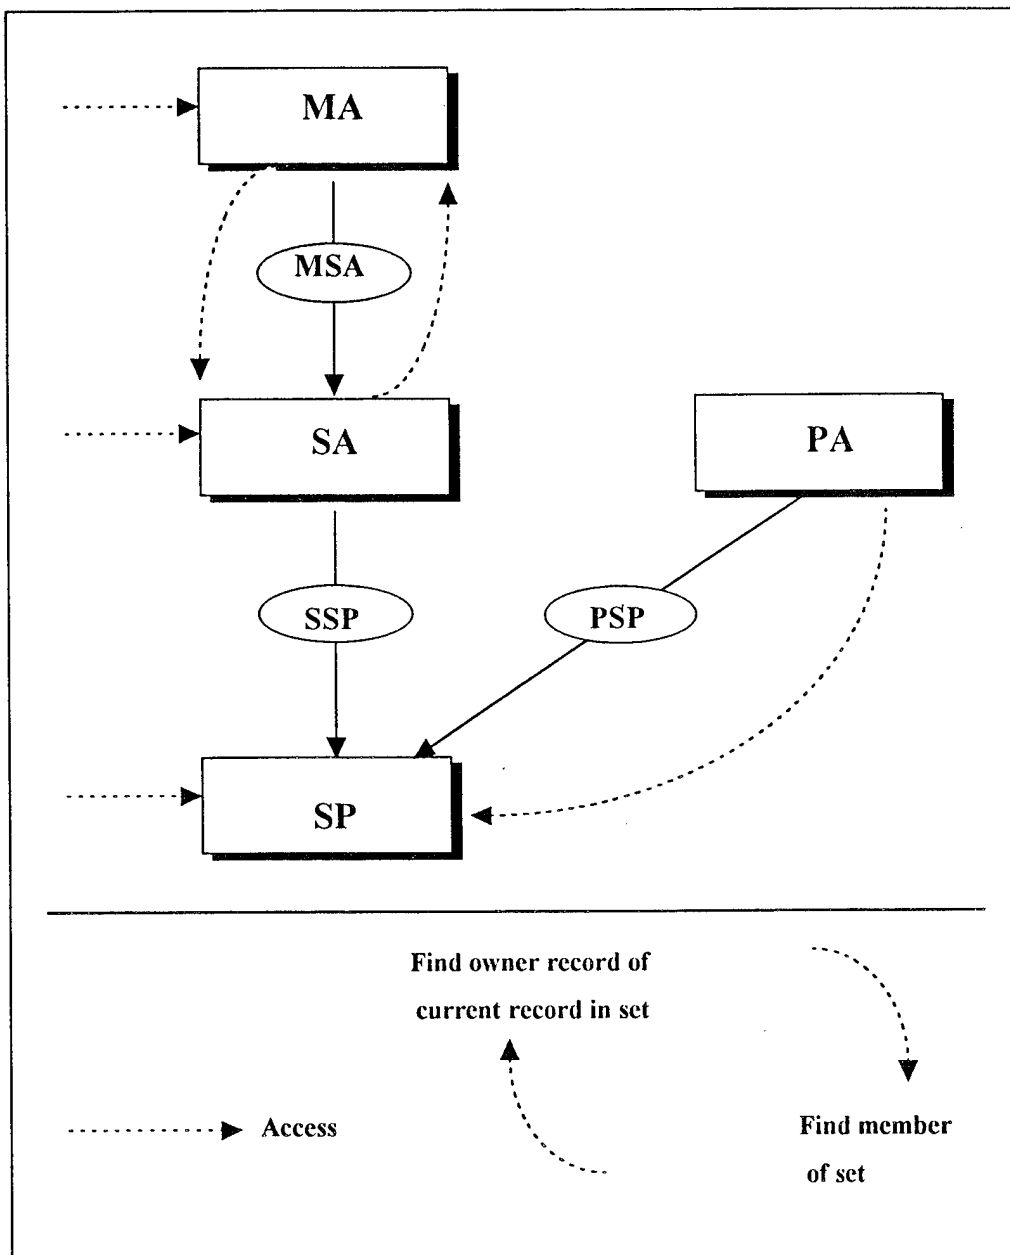 MA
MSA
SA
PA
SSP
PSP
SP
Find owner record of
current record in set
Access
Find member
of set